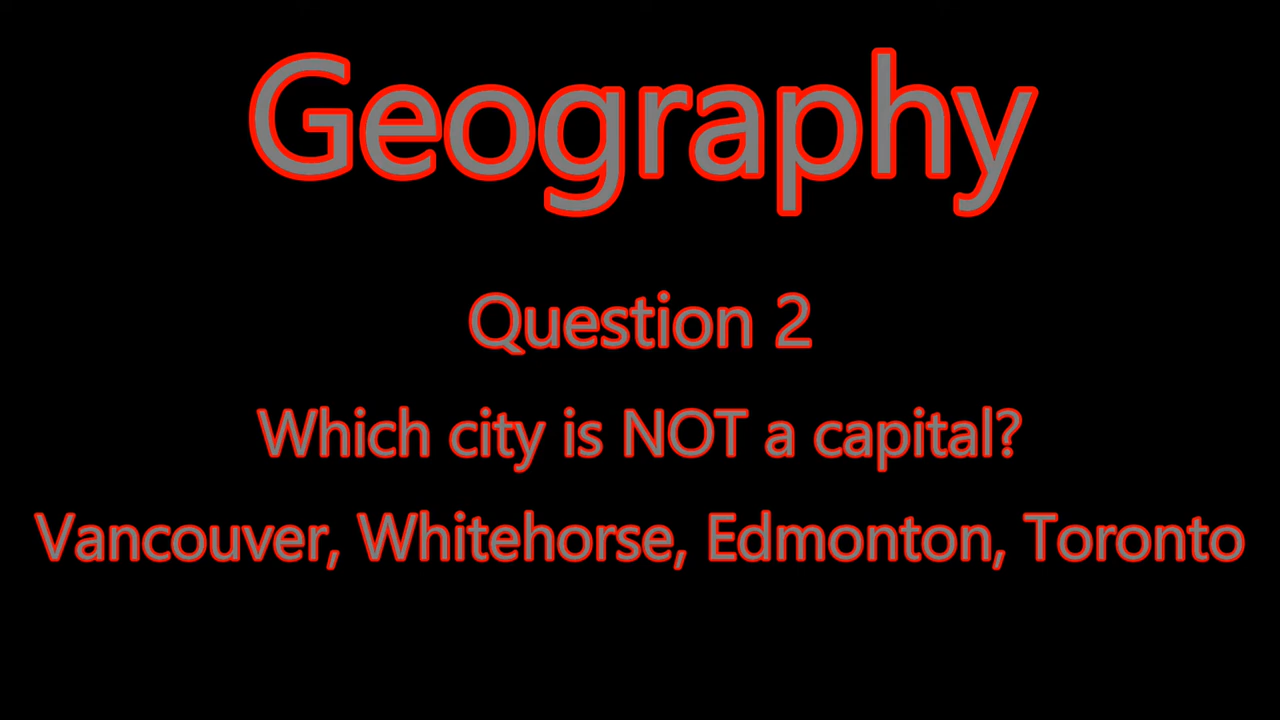 Geography
Question 2
Which city is NOT a capital?
Vancouver, Whitehorse, Edmonton, Toronto